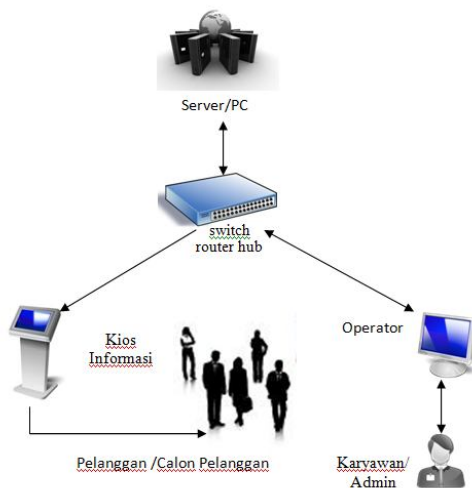 Server/PC
switch
router hub
Kios
Informasi
Operator
Pelanggan /Calon Pelanggan
Karyawan/
Admin